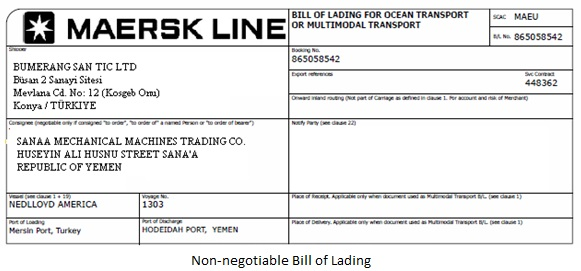 MAERSK LINE
BILL OF LADING FOR OCEAN TRANSPORT
OR MULTIMODAL TRANSPORT
SCAC MAEU
B/L No. 865058542
Shipper
BUMERANG SAN TIC LTD
Büsan 2 Sanayi Sitesi
Mevlana Cd. No: 12 (Kosgeb Onu)
Konya / TÜRKIYE
Booking No.
865058542
Export references
Svc Contract
448362
Onward inland routing (Not part of Carriage as defined in clause 1. For account and risk of Merchant)
Consignee (negotiable only if consigned "to order", "to order of" a named Person or "to order of bearer")
SANAA MECHANICAL MACHINES TRADING CO.
HUSEYIN ALI HUSNU STREET SANA'A
REPUBLIC OF YEMEN
Notify Party (see clause 22)
Vessel (see clause 1 + 19)
NEDLLOYD AMERICA
Voyage No.
1303
Place of Receipt. Applicable only when document used as Multimodal Transport B/L. (see clause 1)
Port of Loading
Mersin Port, Turkey
Port of Discharge
HODEIDAH PORT, YEMEN
Place of Delivery. Applicable only when document used as Multimodal Transport B/L. (see clause 1)
Non-negotiable Bill of Lading